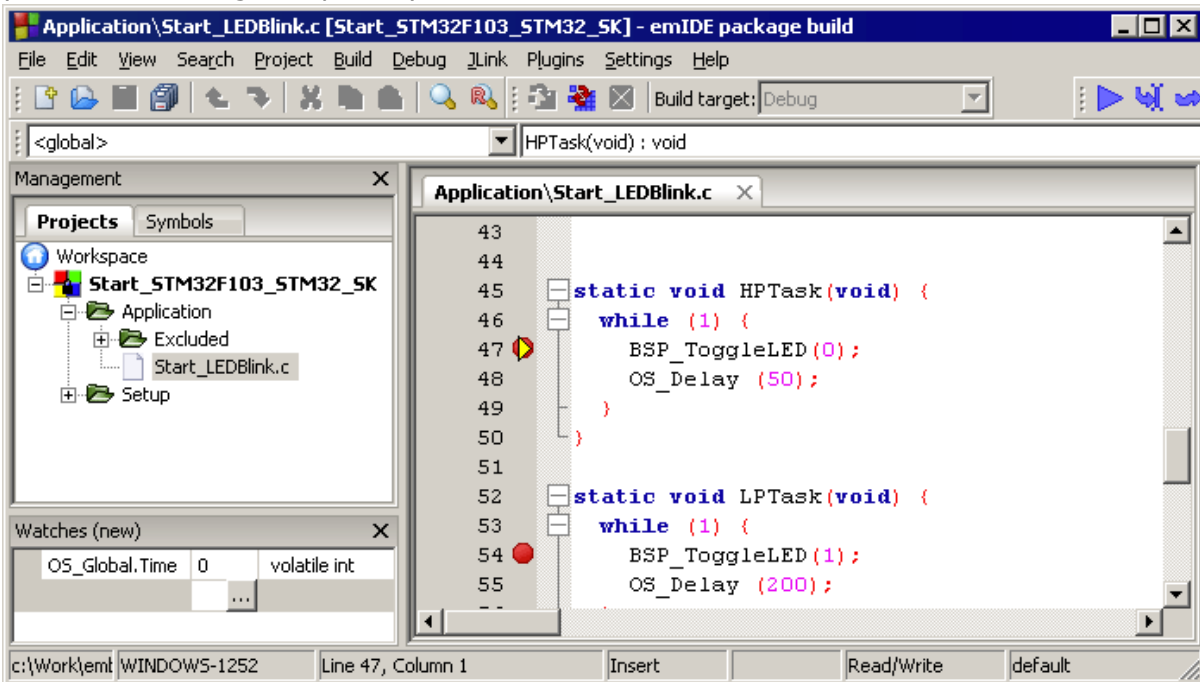 Application\Start_LEDBlink.c [Start_STM32F103_STM32_SK] - emIDE package build
File Edit View Search Project Build Debug JLink Plugins Settings Help
Build target: Debug
<global> HPTask(void) : void
Management
Projects Symbols
Workspace
Start_STM32F103_STM32_SK
Application
Excluded
Start_LEDBlink.c
Setup
Watches (new)
OS_Global.Time 0 volatile int
...
Application\Start_LEDBlink.c
43
44
45 static void HPTask(void) {
46 while (1) {
47 BSP_ToggleLED(0);
48 OS_Delay (50);
49 }
50 }
51
52 static void LPTask(void) {
53 while (1) {
54 BSP_ToggleLED(1);
55 OS_Delay (200);
c:\Work\emb WINDOWS-1252 Line 47, Column 1 Insert Read/Write default